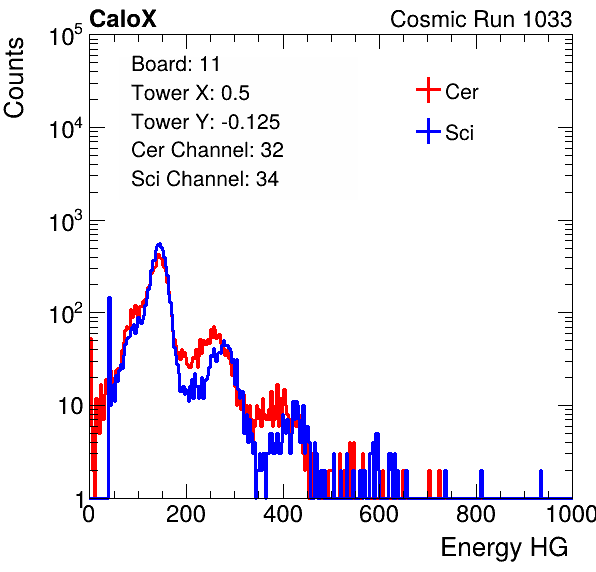 CaloX Cosmic Run 1033
Counts
10^5
10^4
10^3
10^2
10
1
Board: 11
Tower X: 0.5
Tower Y: -0.125
Cer Channel: 32
Sci Channel: 34
Cer
Sci
0 200 400 600 800 1000
Energy HG